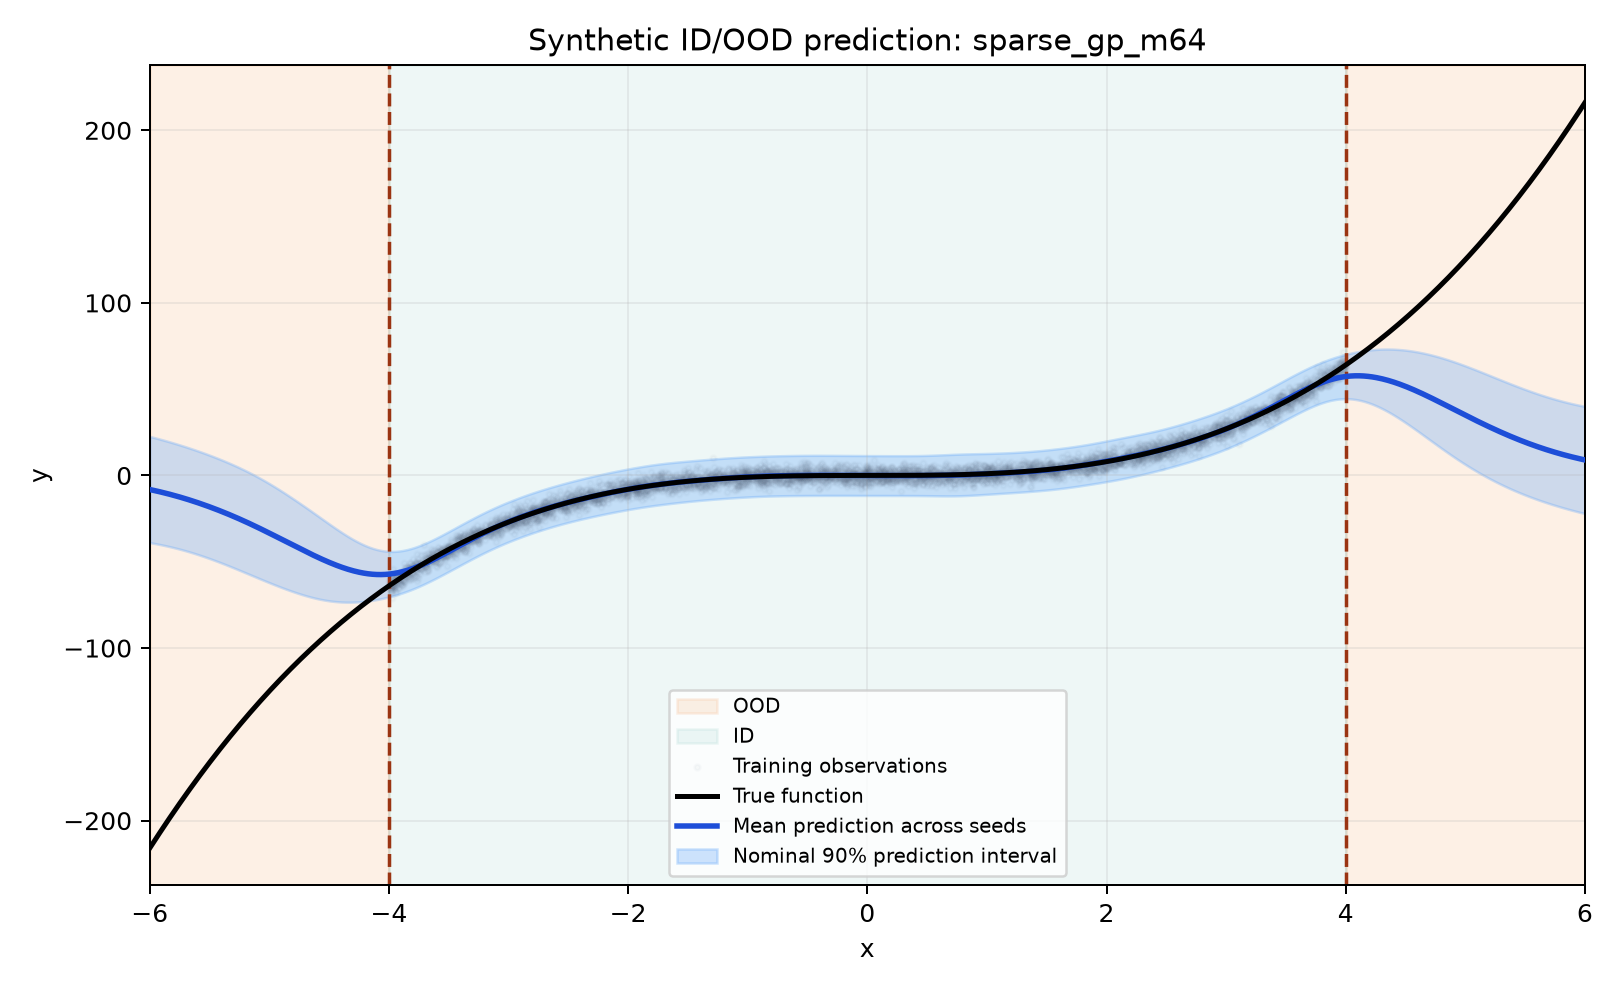 Synthetic ID/OOD prediction: sparse_gp_m64
y
200
100
0
−100
−200
OOD
ID
Training observations
True function
Mean prediction across seeds
Nominal 90% prediction interval
−6
−4
−2
0
2
4
6
x